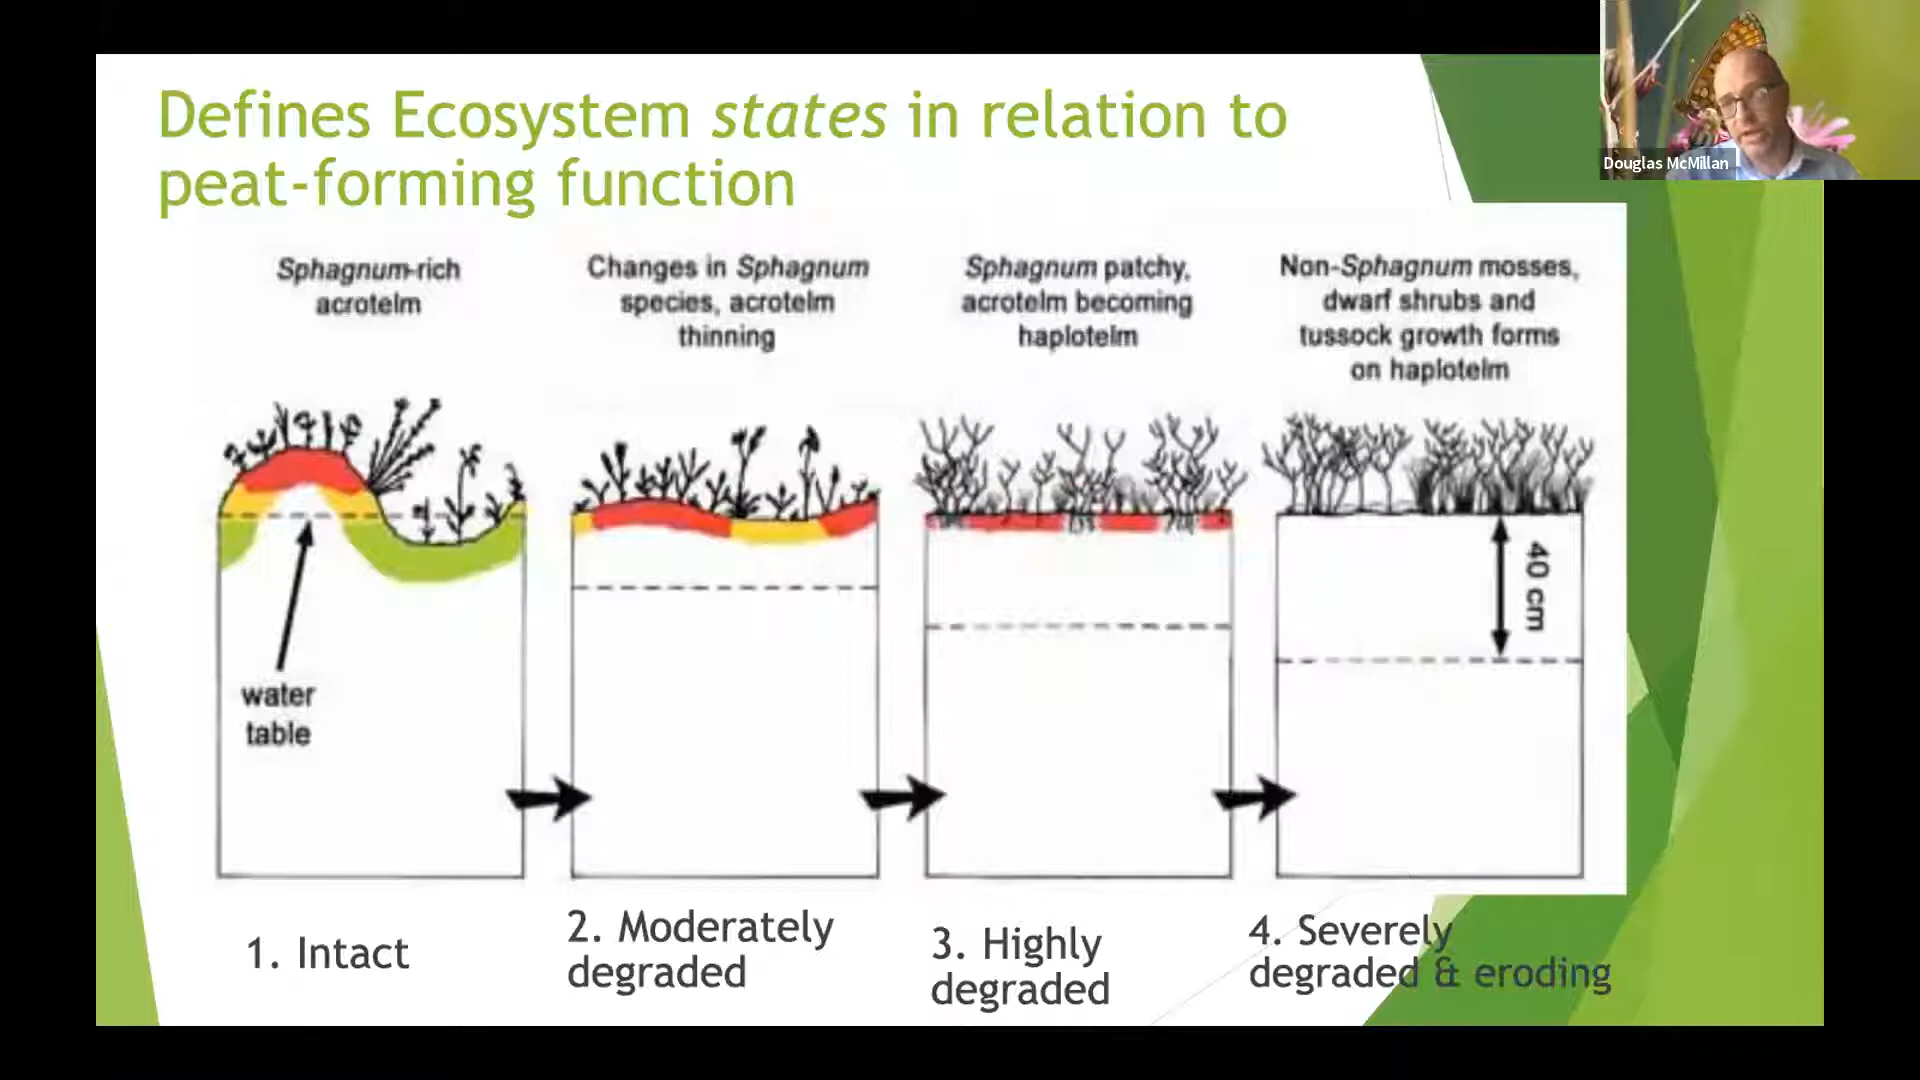 Defines Ecosystem states in relation to
peat-forming function
Douglas McMillan
Sphagnum-rich
acrotelm
Changes in Sphagnum
species, acrotelm
thinning
Sphagnum patchy,
acrotelm becoming
haplotelm
Non-Sphagnum mosses,
dwarf shrubs and
tussock growth forms
on haplotelm
water
table
40 cm
1. Intact
2. Moderately
degraded
3. Highly
degraded
4. Severely
degraded & eroding